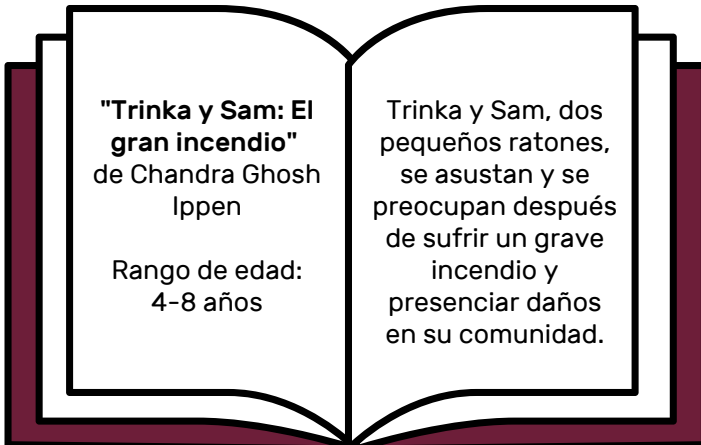 "Trinka y Sam: El
gran incendio"
de Chandra Ghosh
Ippen
Rango de edad:
4-8 años
Trinka y Sam, dos
pequeños ratones,
se asustan y se
preocupan después
de sufrir un grave
incendio y
presenciar daños
en su comunidad.